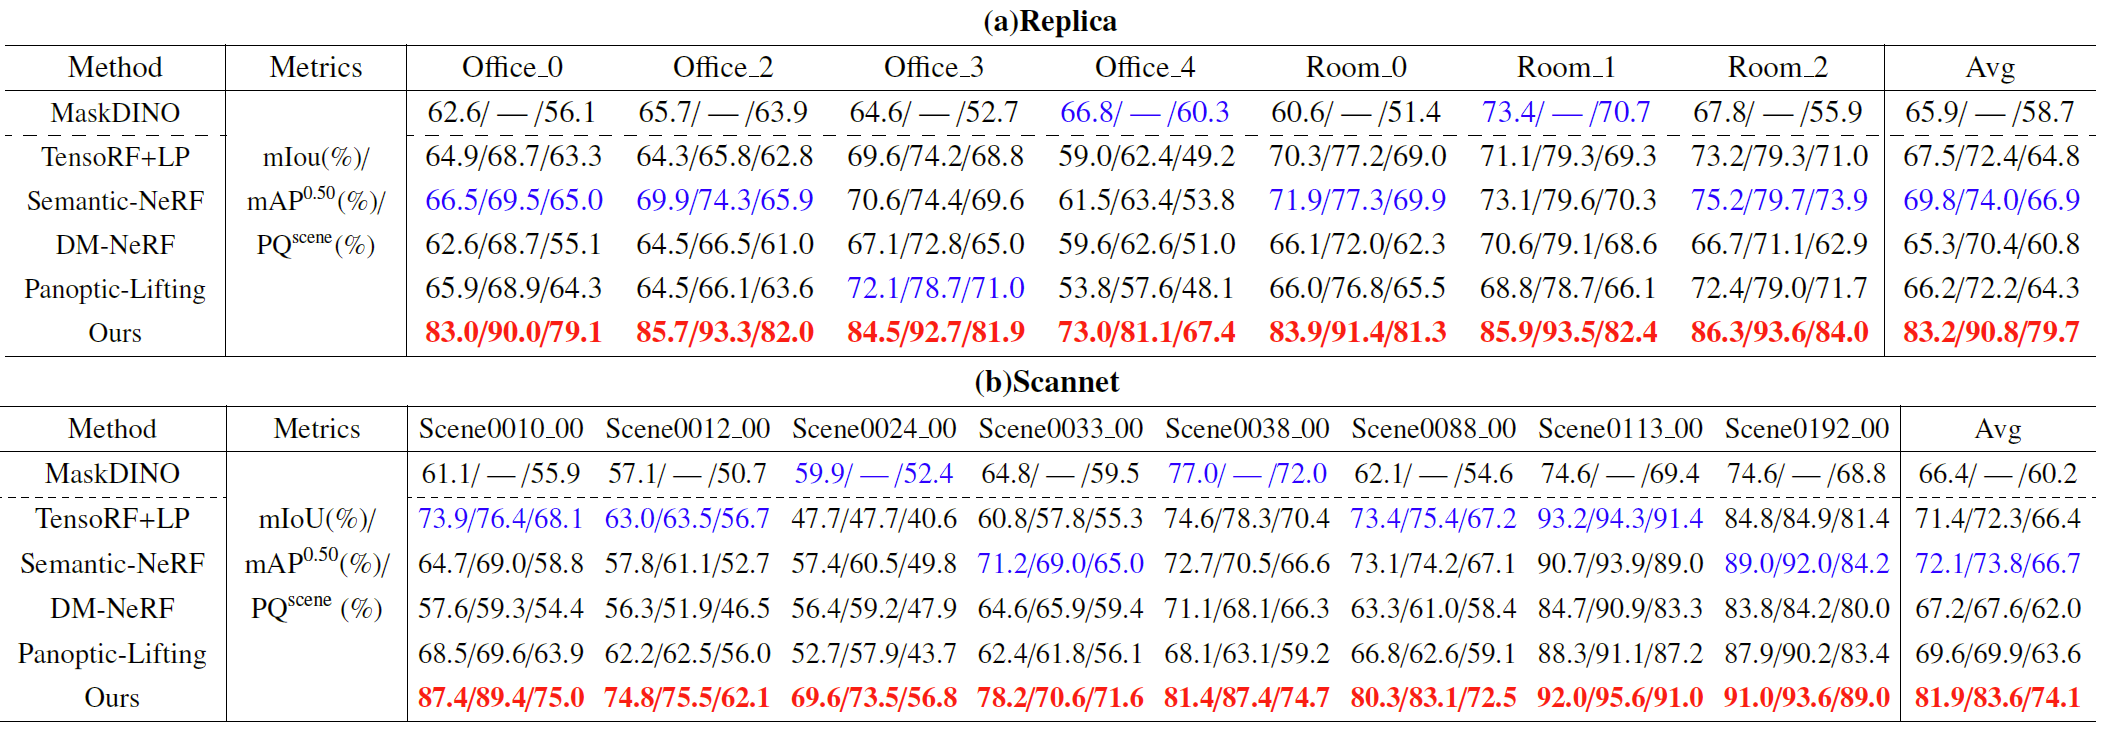 (a)Replica
Method Metrics Office_0 Office_2 Office_3 Office_4 Room_0 Room_1 Room_2 Avg
MaskDINO 62.6/ — /56.1 65.7/ — /63.9 64.6/ — /52.7 66.8/ — /60.3 60.6/ — /51.4 73.4/ — /70.7 67.8/ — /55.9 65.9/ — /58.7
TensoRF+LP mIou(%)/ 64.9/68.7/63.3 64.3/65.8/62.8 69.6/74.2/68.8 59.0/62.4/49.2 70.3/77.2/69.0 71.1/79.3/69.3 73.2/79.3/71.0 67.5/72.4/64.8
Semantic-NeRF mAP0.50(%)/ 66.5/69.5/65.0 69.9/74.3/65.9 70.6/74.4/69.6 61.5/63.4/53.8 71.9/77.3/69.9 73.1/79.6/70.3 75.2/79.7/73.9 69.8/74.0/66.9
DM-NeRF PQscene(%) 62.6/68.7/55.1 64.5/66.5/61.0 67.1/72.8/65.0 59.6/62.6/51.0 66.1/72.0/62.3 70.6/79.1/68.6 66.7/71.1/62.9 65.3/70.4/60.8
Panoptic-Lifting 65.9/68.9/64.3 64.5/66.1/63.6 72.1/78.7/71.0 53.8/57.6/48.1 66.0/76.8/65.5 68.8/78.7/66.1 72.4/79.0/71.7 66.2/72.2/64.3
Ours 83.0/90.0/79.1 85.7/93.3/82.0 84.5/92.7/81.9 73.0/81.1/67.4 83.9/91.4/81.3 85.9/93.5/82.4 86.3/93.6/84.0 83.2/90.8/79.7
(b)Scannet
Method Metrics Scene0010_00 Scene0012_00 Scene0024_00 Scene0033_00 Scene0038_00 Scene0088_00 Scene0113_00 Scene0192_00 Avg
MaskDINO 61.1/ — /55.9 57.1/ — /50.7 59.9/ — /52.4 64.8/ — /59.5 77.0/ — /72.0 62.1/ — /54.6 74.6/ — /69.4 74.6/ — /68.8 66.4/ — /60.2
TensoRF+LP mIoU(%)/ 73.9/76.4/68.1 63.0/63.5/56.7 47.7/47.7/40.6 60.8/57.8/55.3 74.6/78.3/70.4 73.4/75.4/67.2 93.2/94.3/91.4 84.8/84.9/81.4 71.4/72.3/66.4
Semantic-NeRF mAP0.50(%)/ 64.7/69.0/58.8 57.8/61.1/52.7 57.4/60.5/49.8 71.2/69.0/65.0 72.7/70.5/66.6 73.1/74.2/67.1 90.7/93.9/89.0 89.0/92.0/84.2 72.1/73.8/66.7
DM-NeRF PQscene (%) 57.6/59.3/54.4 56.3/51.9/46.5 56.4/59.2/47.9 64.6/65.9/59.4 71.1/68.1/66.3 63.3/61.0/58.4 84.7/90.9/83.3 83.8/84.2/80.0 67.2/67.6/62.0
Panoptic-Lifting 68.5/69.6/63.9 62.2/62.5/56.0 52.7/57.9/43.7 62.4/61.8/56.1 68.1/63.1/59.2 66.8/62.6/59.1 88.3/91.1/87.2 87.9/90.2/83.4 69.6/69.9/63.6
Ours 87.4/89.4/75.0 74.8/75.5/62.1 69.6/73.5/56.8 78.2/70.6/71.6 81.4/87.4/74.7 80.3/83.1/72.5 92.0/95.6/91.0 91.0/93.6/89.0 81.9/83.6/74.1